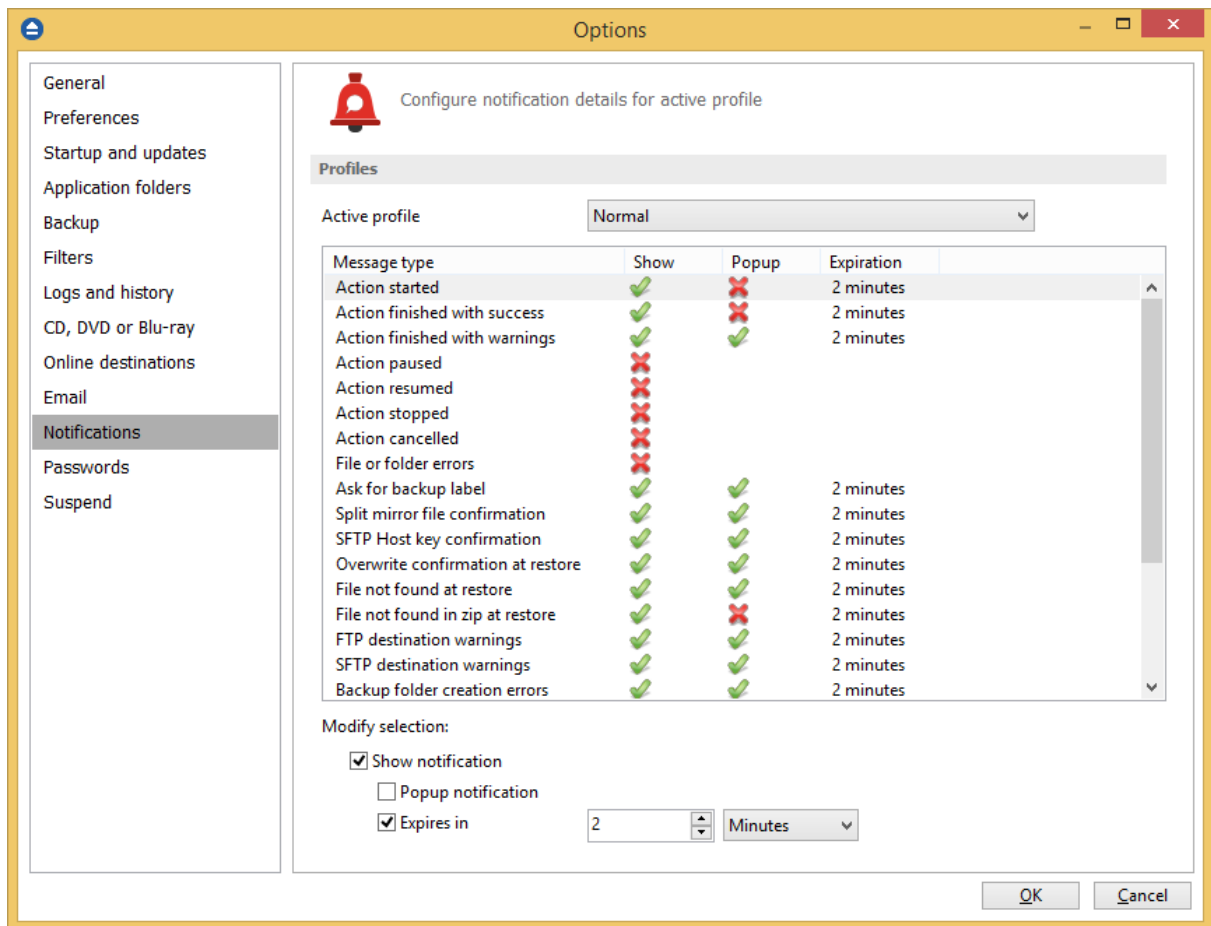 Options
General
Preferences
Startup and updates
Application folders
Backup
Filters
Logs and history
CD, DVD or Blu-ray
Online destinations
Email
Notifications
Passwords
Suspend
Configure notification details for active profile
Profiles
Active profile Normal
Message type Show Popup Expiration
Action started 2 minutes
Action finished with success 2 minutes
Action finished with warnings 2 minutes
Action paused
Action resumed
Action stopped
Action cancelled
File or folder errors
Ask for backup label 2 minutes
Split mirror file confirmation 2 minutes
SFTP Host key confirmation 2 minutes
Overwrite confirmation at restore 2 minutes
File not found at restore 2 minutes
File not found in zip at restore 2 minutes
FTP destination warnings 2 minutes
SFTP destination warnings 2 minutes
Backup folder creation errors 2 minutes
Modify selection:
Show notification
Popup notification
Expires in 2 Minutes
OK Cancel